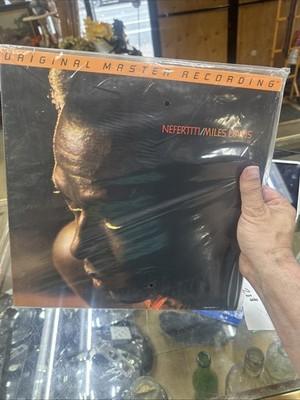 ORIGINAL MASTER RECORDING
NEFERTITI/MILES DAVIS